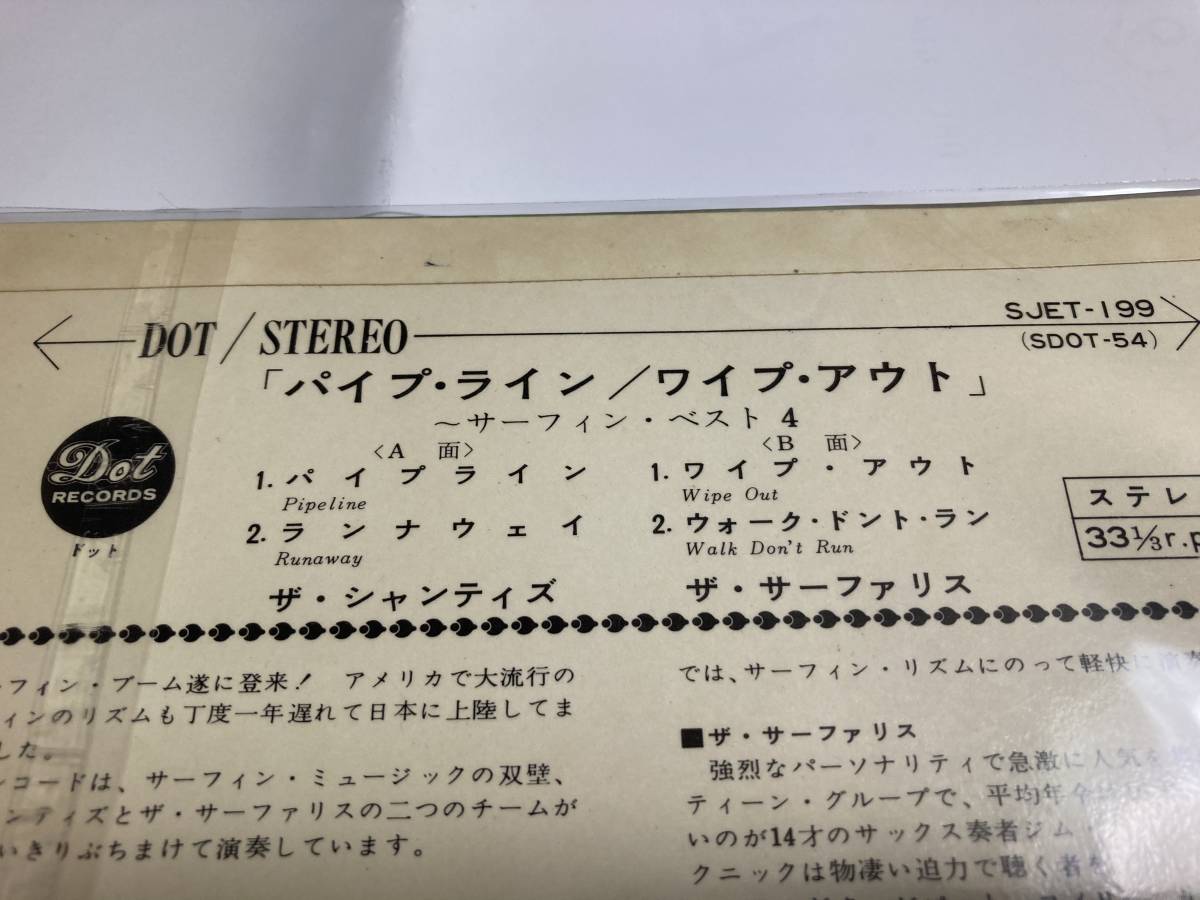 DOT / STEREO
SJET-199
(SDOT-54)
「パイプ・ライン/ワイプ・アウト」
~サーフィン・ベスト 4
Dot
RECORDS
ドット
〈A 面〉
1. パイプライン
Pipeline
2. ランナウェイ
Runaway
ザ・シャンティズ
〈B 面〉
1. ワイプ・アウト
Wipe Out
2. ウォーク・ドント・ラン
Walk Don't Run
ザ・サーファリス
ステレ
33⅓r.p
ーフィン・ブーム遂に登来! アメリカで大流行の
ィンのリズムも丁度一年遅れて日本に上陸してま
した。
コードは、サーフィン・ミュージックの双壁、
ンティズとザ・サーファリスの二つのチームが
いきりぶちまけて演奏しています。
では、サーフィン・リズムにのって軽快に演奏
■ザ・サーファリス
強烈なパーソナリティで急激に人気を
ティーン・グループで、平均年令
いのが14才のサックス奏者ジム・
クニックは物凄い迫力で聴く者を